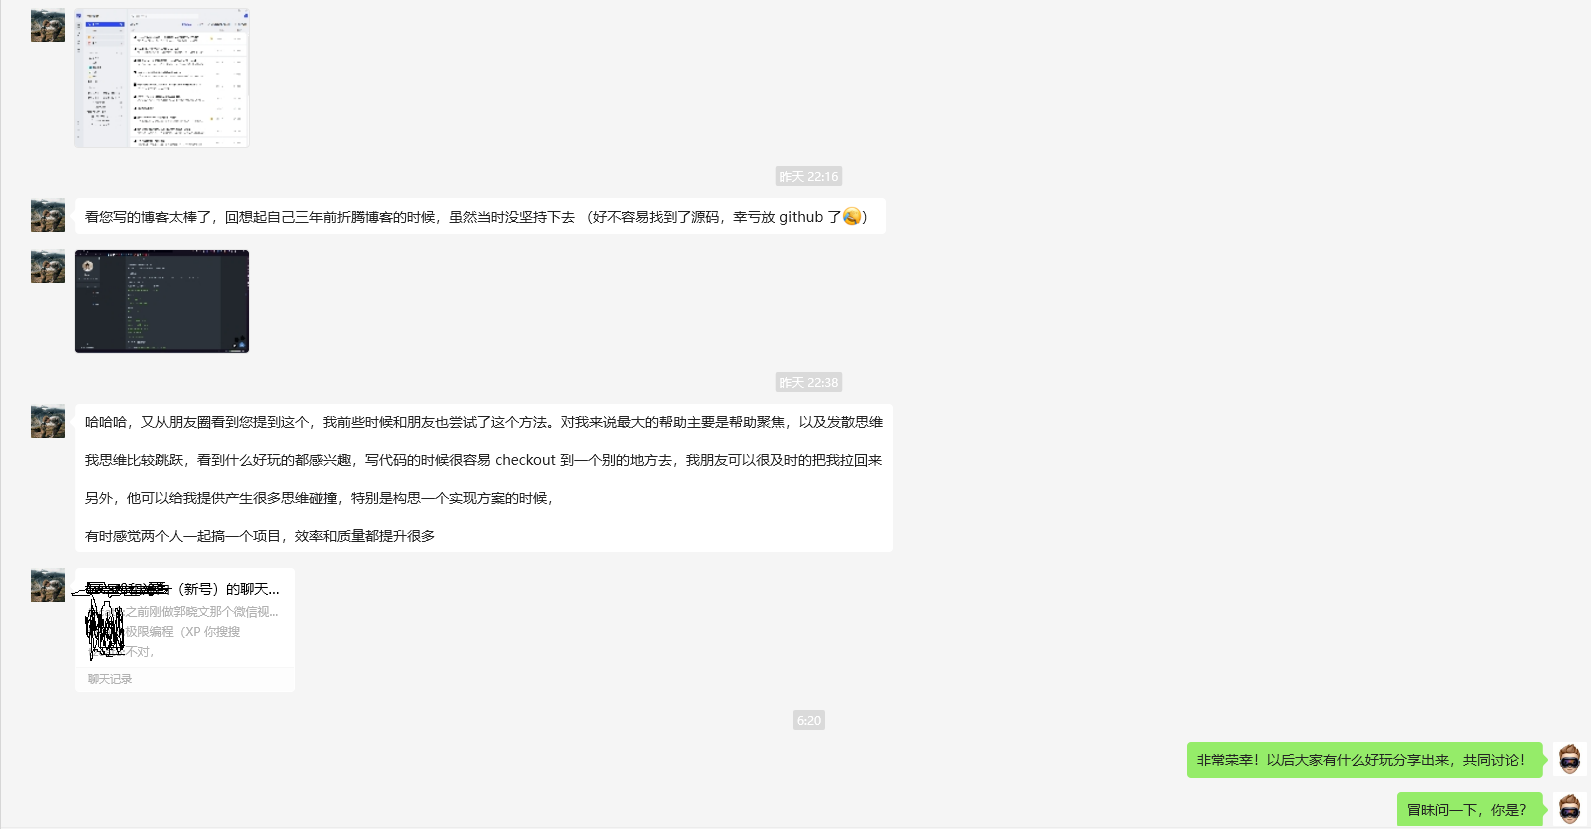 昨天 22:16
看您写的博客太棒了，回想起自己三年前折腾博客的时候，虽然当时没坚持下去 （好不容易找到了源码，幸亏放 github 了）
昨天 22:38
哈哈哈，又从朋友圈看到您提到这个，我前些时候和朋友也尝试了这个方法。对我来说最大的帮助主要是帮助聚焦，以及发散思维
我思维比较跳跃，看到什么好玩的都感兴趣，写代码的时候很容易 checkout 到一个别的地方去，我朋友可以很及时的把我拉回来
另外，他可以给我提供产生很多思维碰撞，特别是构思一个实现方案的时候，
有时感觉两个人一起搞一个项目，效率和质量都提升很多
（新号）的聊天...
之前刚做郭晓文那个微信视...
极限编程（XP 你搜搜
不对，
聊天记录
6:20
非常荣幸！以后大家有什么好玩分享出来，共同讨论！
冒昧问一下，你是？